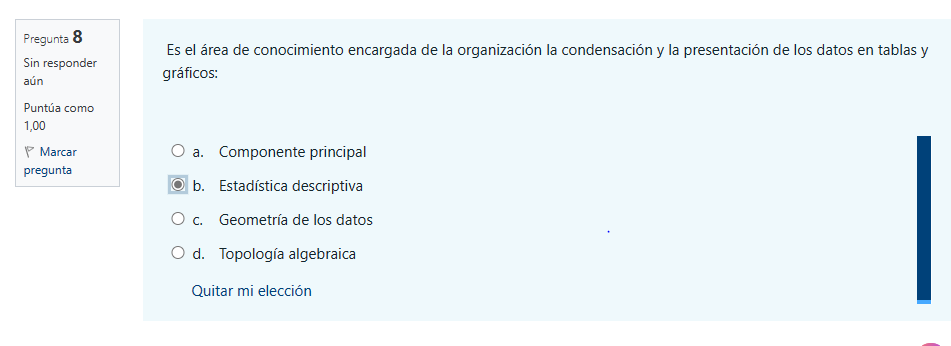 Pregunta 8
Sin responder
aún
Puntúa como
1,00
Marcar
pregunta
Es el área de conocimiento encargada de la organización la condensación y la presentación de los datos en tablas y
gráficos:
a. Componente principal
b. Estadística descriptiva
c. Geometría de los datos
d. Topología algebraica
Quitar mi elección